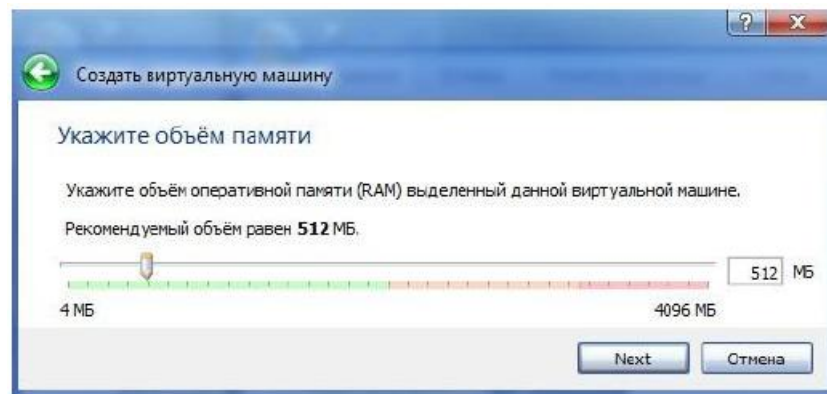 ?
Создать виртуальную машину
Укажите объём памяти
Укажите объём оперативной памяти (RAM) выделенный данной виртуальной машине.
Рекомендуемый объём равен 512 МБ.
512 МБ
4 МБ 4096 МБ
Next Отмена